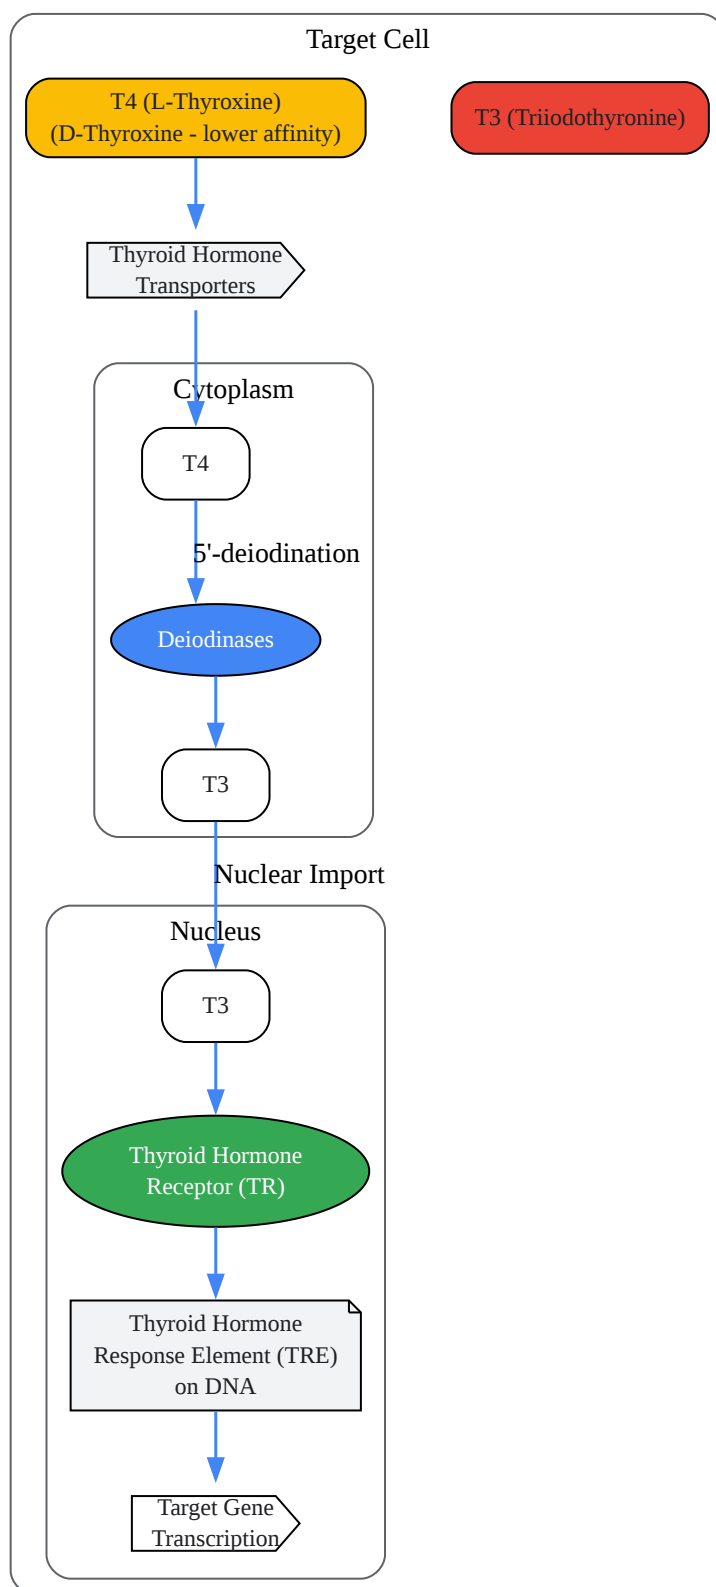 Target Cell
T4 (L-Thyroxine)
(D-Thyroxine - lower affinity)
T3 (Triiodothyronine)
Thyroid Hormone
Transporters
Cytoplasm
T4
5'-deiodination
Deiodinases
T3
Nuclear Import
Nucleus
T3
Thyroid Hormone
Receptor (TR)
Thyroid Hormone
Response Element (TRE)
on DNA
Target Gene
Transcription